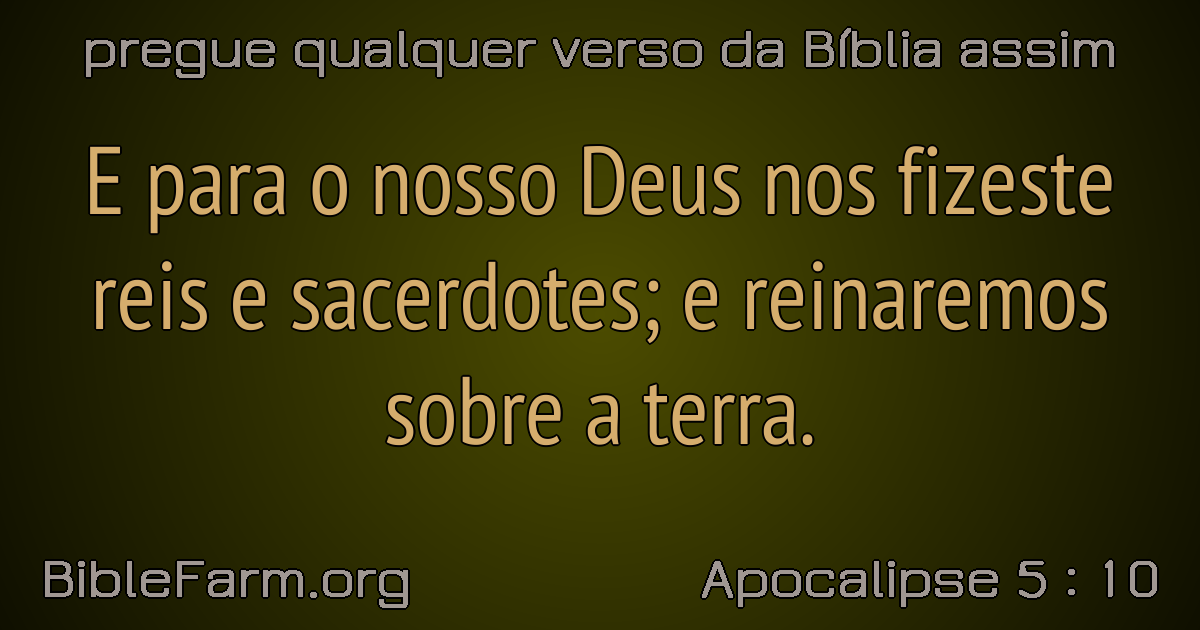 pregue qualquer verso da Bíblia assim
E para o nosso Deus nos fizeste
reis e sacerdotes; e reinaremos
sobre a terra.
BibleFarm.org
Apocalipse 5 : 10